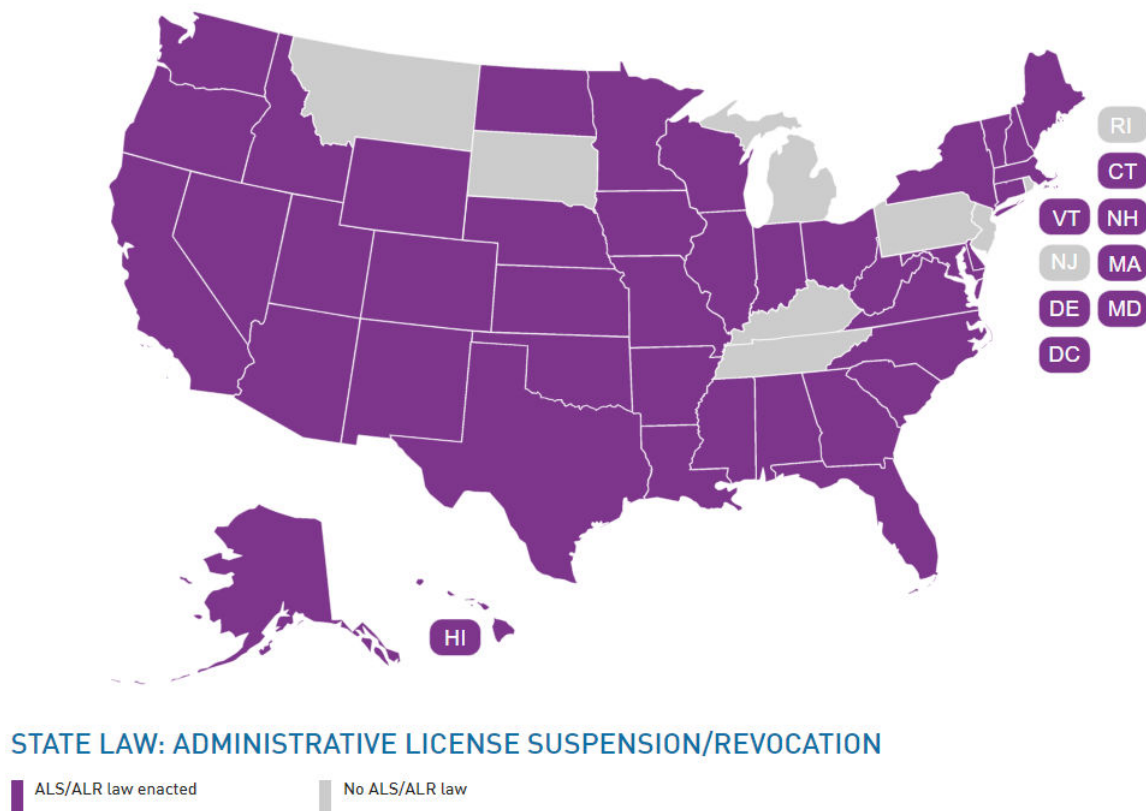 RI
CT
VT NH
NJ MA
DE MD
DC
HI
STATE LAW: ADMINISTRATIVE LICENSE SUSPENSION/REVOCATION
ALS/ALR law enacted No ALS/ALR law